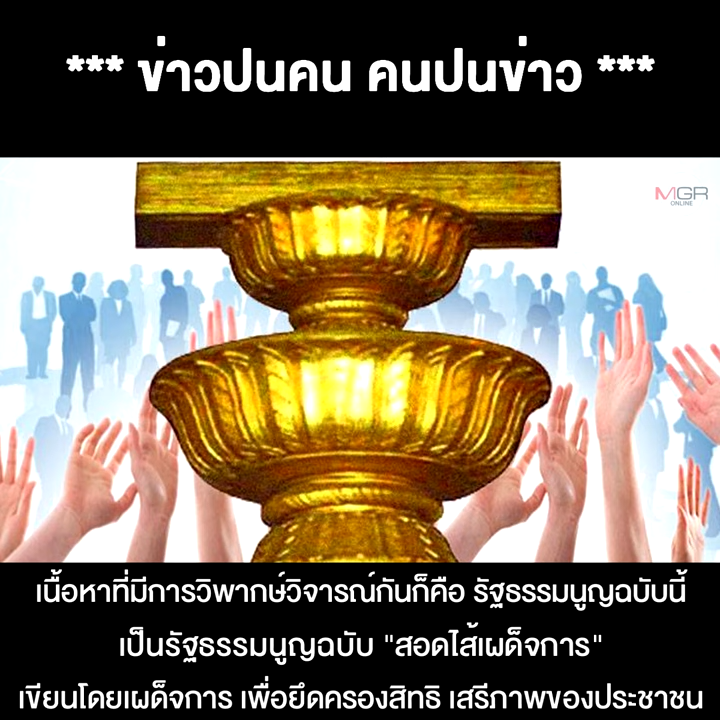 *** ข่าวปนคน คนปนข่าว ***
MGR
ONLINE
เนื้อหาที่มีการวิพากษ์วิจารณ์กันก็คือ รัฐธรรมนูญฉบับนี้
เป็นรัฐธรรมนูญฉบับ "สอดไส้เผด็จการ"
เขียนโดยเผด็จการ เพื่อยึดครองสิทธิ เสรีภาพของประชาชน